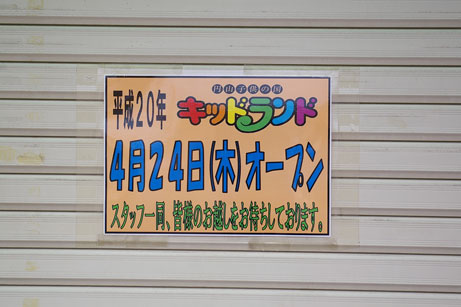 円山子供の国
平成20年 キッドランド
4月24日(木)オープン
スタッフ一同、皆様のお越しをお待ちしております。